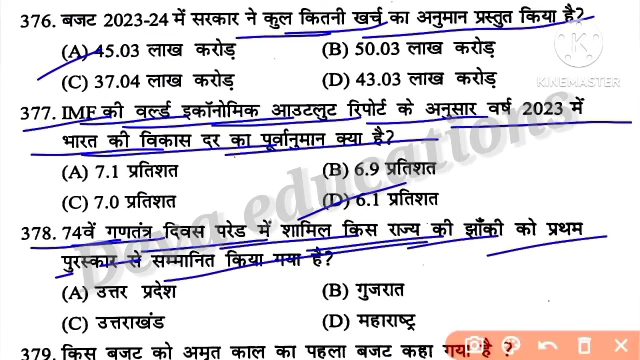 376. बजट 2023-24 में सरकार ने कुल कितनी खर्च का अनुमान प्रस्तुत किया है?
(A) 45.03 लाख करोड़ (B) 50.03 लाख करोड़
(C) 37.04 लाख करोड़ (D) 43.03 लाख करोड़
KINEMASTER
377. IMF की वर्ल्ड इकॉनोमिक आउटलुट रिपोर्ट के अनुसार वर्ष 2023 में
भारत की विकास दर का पूर्वानुमान क्या है?
(A) 7.1 प्रतिशत (B) 6.9 प्रतिशत
(C) 7.0 प्रतिशत (D) 6.1 प्रतिशत
Deva educations
378. 74वें गणतंत्र दिवस परेड में शामिल किस राज्य की झाँकी को प्रथम
पुरस्कार से सम्मानित किया गया है?
(A) उत्तर प्रदेश (B) गुजरात
(C) उत्तराखंड (D) महाराष्ट्र
379. किस बजट को अमृत काल का पहला बजट कहा गया है ?